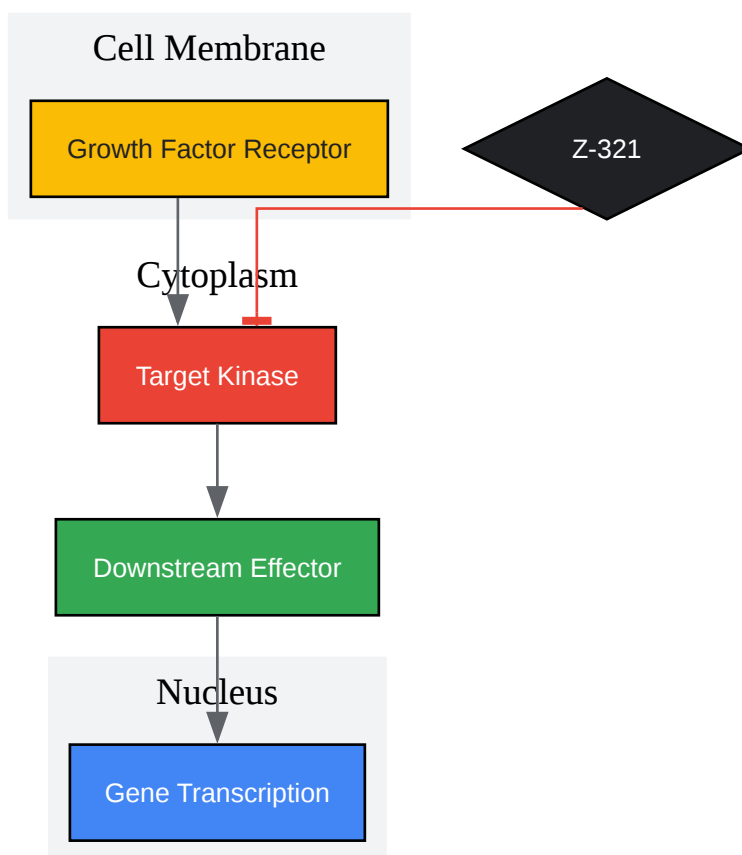 Cell Membrane
Growth Factor Receptor
Z-321
Cytoplasm
Target Kinase
Downstream Effector
Nucleus
Gene Transcription